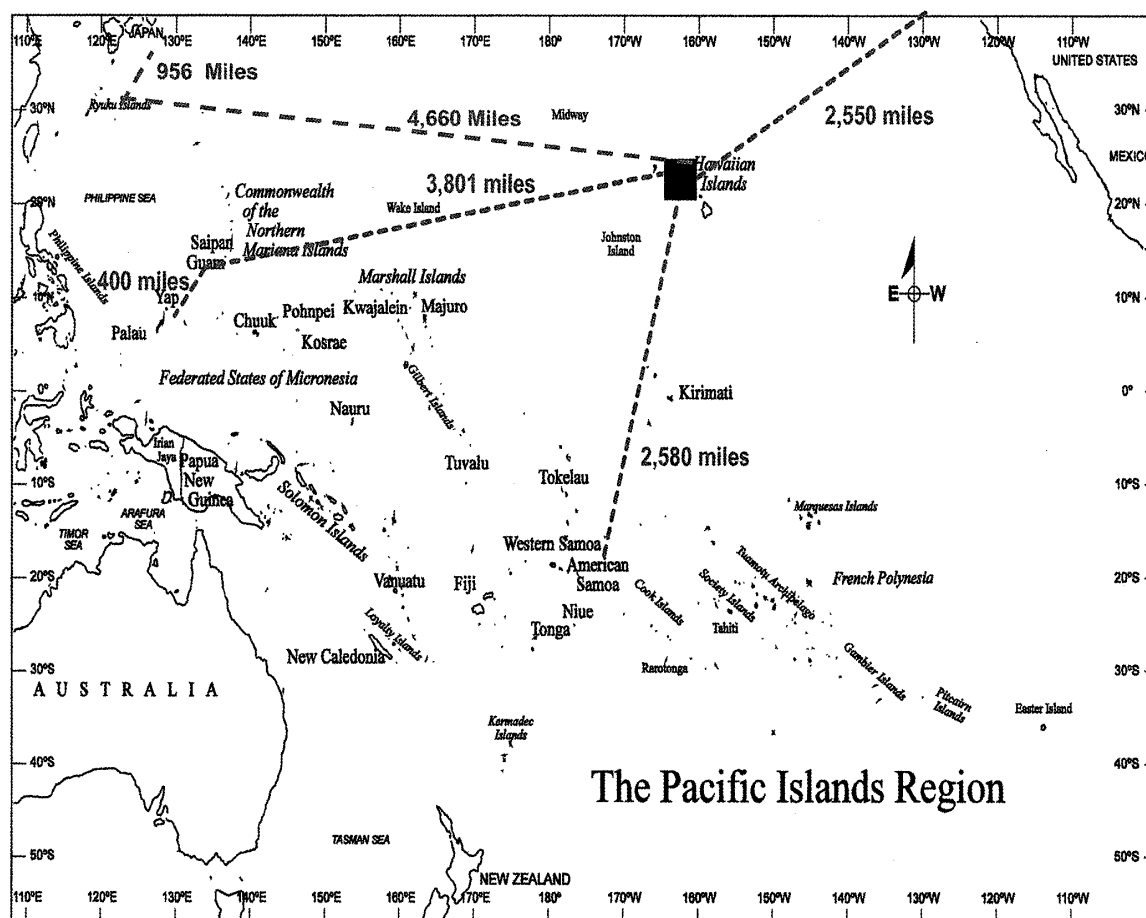 110°E 120°E 130°E 140°E 150°E 160°E 170°E 180° 170°W 160°W 150°W 140°W 130°W 120°W 110°W
JAPAN
UNITED STATES
956 Miles
Ryuku Islands
30°N
4,660 Miles
Midway
2,550 miles
30°N
MEXICO
Hawaiian
Islands
3,801 miles
PHILIPPINE SEA
20°N
Commonwealth
of the
Northern
Mariana Islands
Wake Island
20°N
Saipan
Guam
Johnston
Island
Philippine Islands
400 miles
Yap
10°N
Marshall Islands
E W
10°N
Palau
Chuuk
Pohnpei
Kosrae
Kwajalein
Majuro
Federated States of Micronesia
0°
Gilbert Islands
Kirimati
0°
Nauru
Irian
Jaya
Papua
New
Guinea
Tuvalu
Tokelau
2,580 miles
10°S
Solomon Islands
Marquesas Islands
10°S
ARAFURA
SEA
TIMOR
SEA
Western Samoa
American
Samoa
20°S
Vanuatu
Fiji
Cook Islands
Society Islands
Tuamotu Archipelago
French Polynesia
20°S
Niue
Tonga
Tahiti
Loyalty Islands
New Caledonia
30°S
Rarotonga
Gambier Islands
Pitcairn
Islands
30°S
AUSTRALIA
Easter Island
Kermadec
Islands
40°S
40°S
The Pacific Islands Region
TASMAN SEA
50°S
NEW ZEALAND
50°S
110°E 120°E 130°E 140°E 150°E 160°E 170°E 180° 170°W 160°W 150°W 140°W 130°W 120°W 110°W